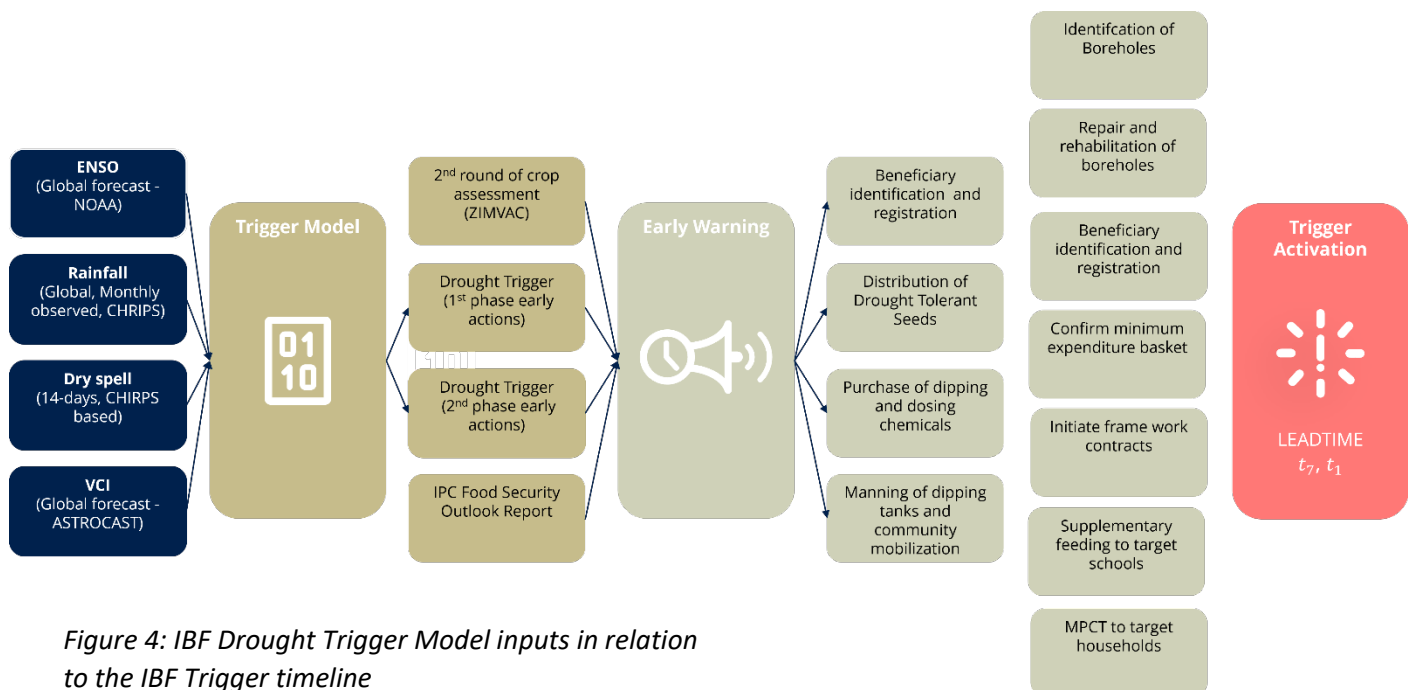 ENSO
(Global forecast -
NOAA)
Rainfall
(Global, Monthly
observed, CHRIPS)
Dry spell
(14-days, CHIRPS
based)
VCI
(Global forecast -
ASTROCAST)
Trigger Model
01
10
2nd round of crop
assessment
(ZIMVAC)
Drought Trigger
(1st phase early
actions)
Drought Trigger
(2nd phase early
actions)
IPC Food Security
Outlook Report
Early Warning
Beneficiary
identification and
registration
Distribution of
Drought Tolerant
Seeds
Purchase of dipping
and dosing
chemicals
Manning of dipping
tanks and
community
mobilization
Identifcation of
Boreholes
Repair and
rehabilitation of
boreholes
Beneficiary
identification and
registration
Confirm minimum
expenditure basket
Initiate frame work
contracts
Supplementary
feeding to target
schools
MPCT to target
households
Trigger
Activation
LEADTIME
t7, t1
Figure 4: IBF Drought Trigger Model inputs in relation
to the IBF Trigger timeline